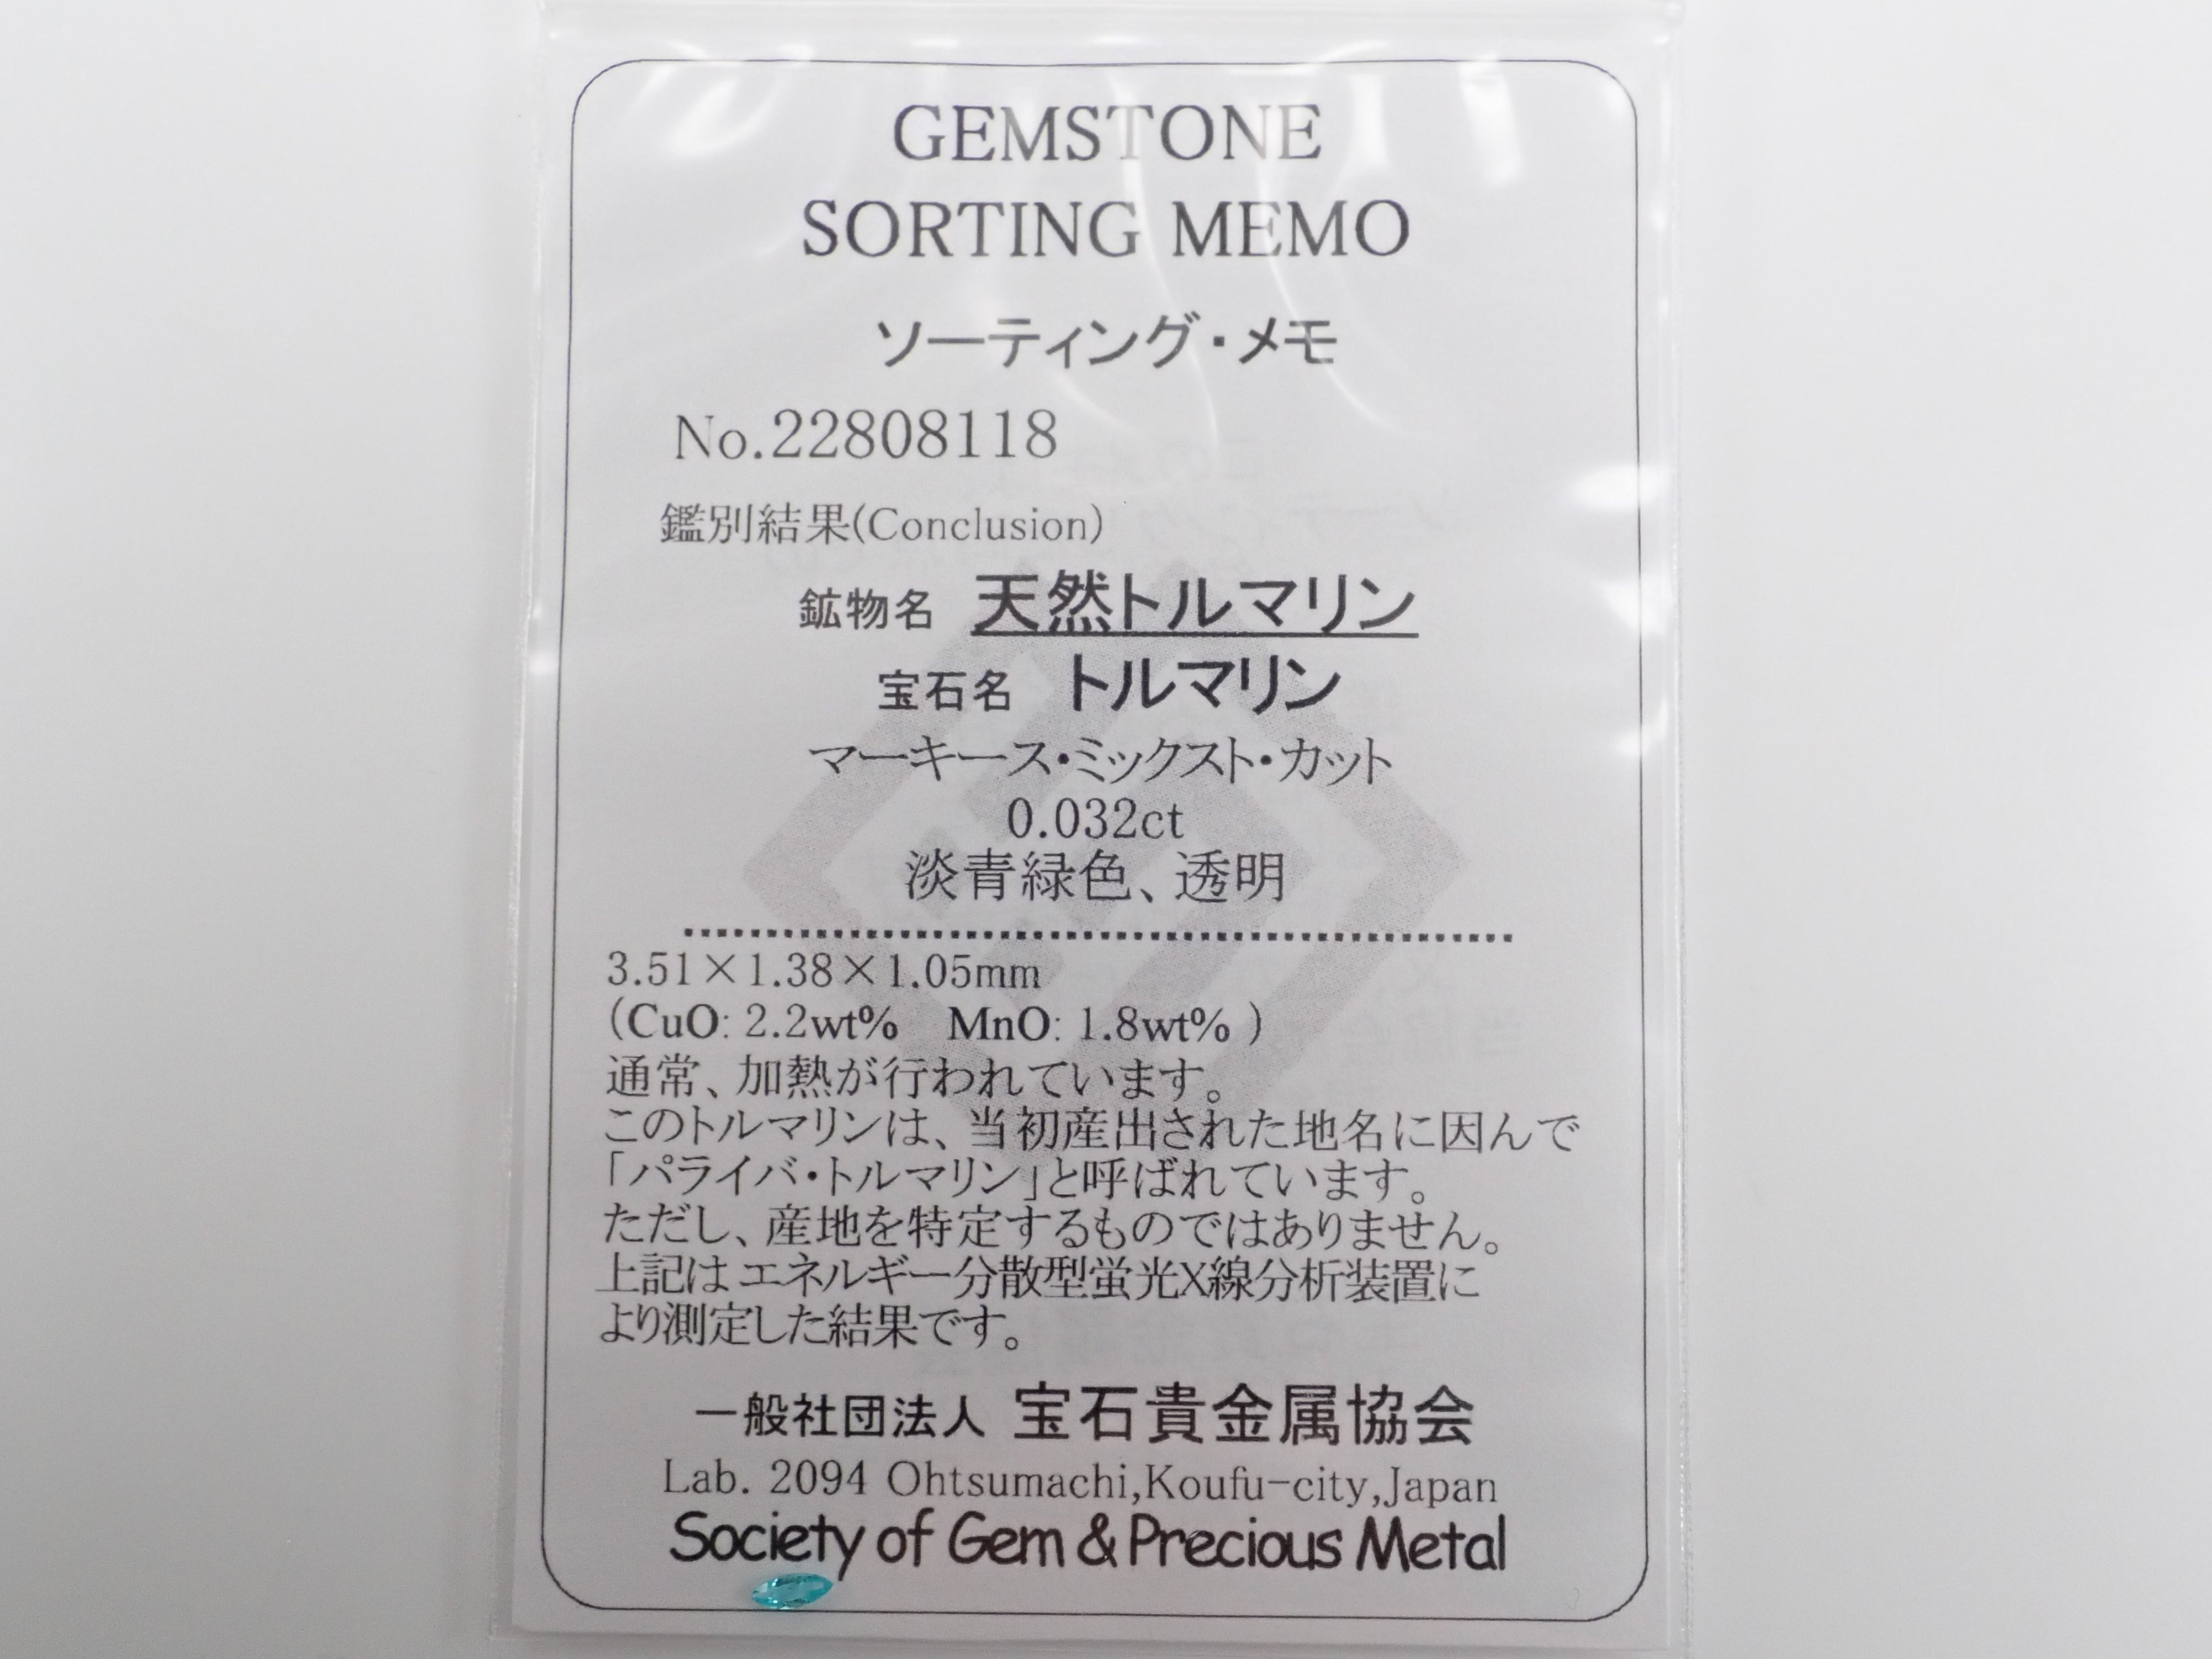 GEMSTONE
SORTING MEMO
ソーティング・メモ
No.22808118
鑑別結果(Conclusion)
鉱物名 天然トルマリン
宝石名 トルマリン
マーキース・ミックスト・カット
0.032ct
淡青緑色、透明
3.51×1.38×1.05mm
(CuO: 2.2wt% MnO: 1.8wt% )
通常、加熱が行われています。
このトルマリンは、当初産出された地名に因んで
「パライバ・トルマリン」と呼ばれています。
ただし、産地を特定するものではありません。
上記はエネルギー分散型蛍光X線分析装置に
より測定した結果です。
一般社団法人 宝石貴金属協会
Lab. 2094 Ohtsumachi,Koufu-city,Japan
Society of Gem & Precious Metal